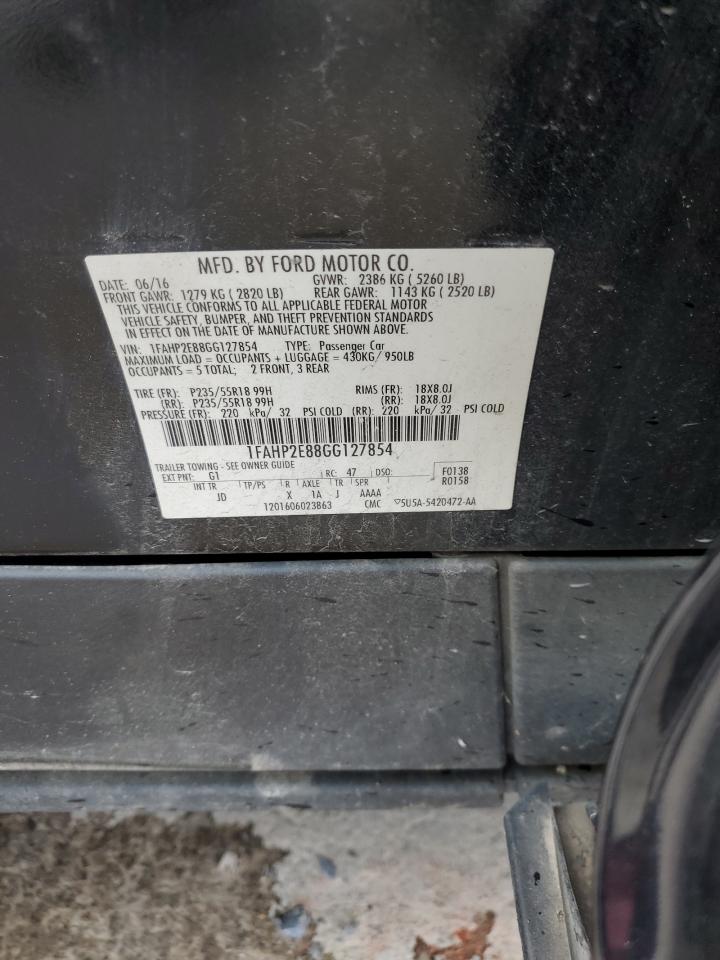 MFD. BY FORD MOTOR CO.
DATE: 06/16 GVWR: 2386 KG ( 5260 LB)
FRONT GAWR: 1279 KG ( 2820 LB) REAR GAWR: 1143 KG ( 2520 LB)
THIS VEHICLE CONFORMS TO ALL APPLICABLE FEDERAL MOTOR
VEHICLE SAFETY, BUMPER, AND THEFT PREVENTION STANDARDS
IN EFFECT ON THE DATE OF MANUFACTURE SHOWN ABOVE.
VIN: 1FAHP2E88GG127854 TYPE: Passenger Car
MAXIMUM LOAD = OCCUPANTS + LUGGAGE = 430KG/ 950LB
OCCUPANTS = 5 TOTAL; 2 FRONT, 3 REAR
TIRE (FR): P235/55R18 99H RIMS (FR): 18X8.0J
(RR): P235/55R18 99H (RR): 18X8.0J
PRESSURE (FR): 220 kPa/ 32 PSI COLD (RR): 220 kPa/ 32 PSI COLD
1FAHP2E88GG127854
TRAILER TOWING - SEE OWNER GUIDE
EXT PNT: G1 RC: 47 DSO: F0138
INT TR TP/PS R AXLE TR SPR R0158
JD X 1A J AAAA
1201606023863 CMC ▽5U5A-5420472-AA